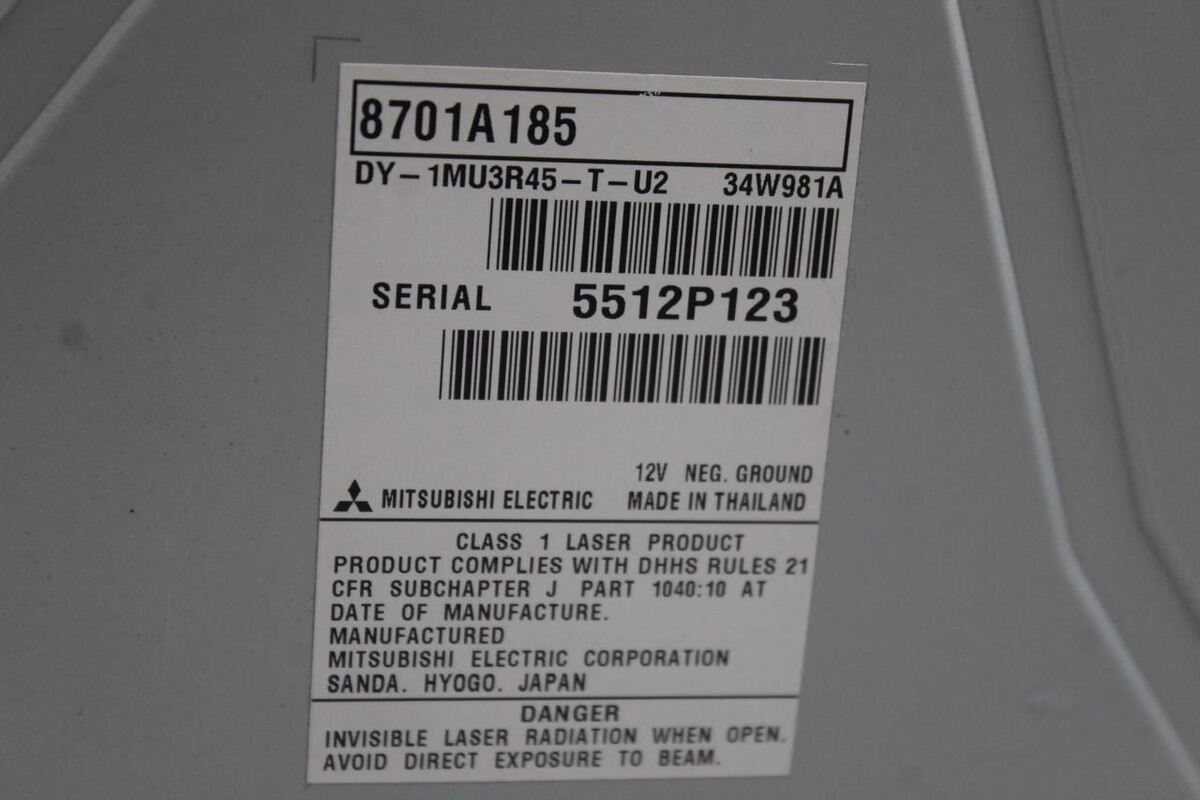 8701A185
DY-1MU3R45-T-U2 34W981A
SERIAL 5512P123
12V NEG. GROUND
MITSUBISHI ELECTRIC MADE IN THAILAND
CLASS 1 LASER PRODUCT
PRODUCT COMPLIES WITH DHHS RULES 21
CFR SUBCHAPTER J PART 1040:10 AT
DATE OF MANUFACTURE.
MANUFACTURED
MITSUBISHI ELECTRIC CORPORATION
SANDA. HYOGO. JAPAN
DANGER
INVISIBLE LASER RADIATION WHEN OPEN.
AVOID DIRECT EXPOSURE TO BEAM.